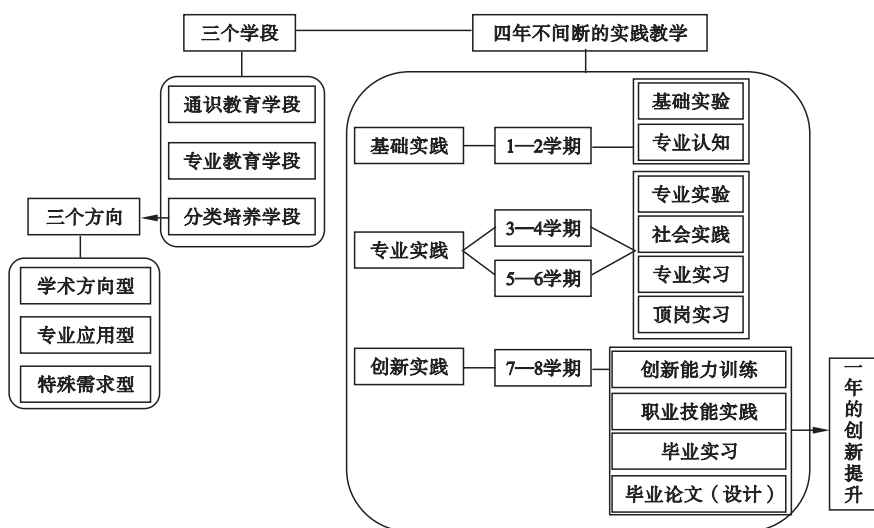 三个学段
四年不间断的实践教学
通识教育学段
专业教育学段
分类培养学段
三个方向
学术方向型
专业应用型
特殊需求型
基础实践
1—2学期
基础实验
专业认知
专业实践
3—4学期
5—6学期
专业实验
社会实践
专业实习
顶岗实习
创新实践
7—8学期
创新能力训练
职业技能实践
毕业实习
毕业论文（设计）
一年的创新提升